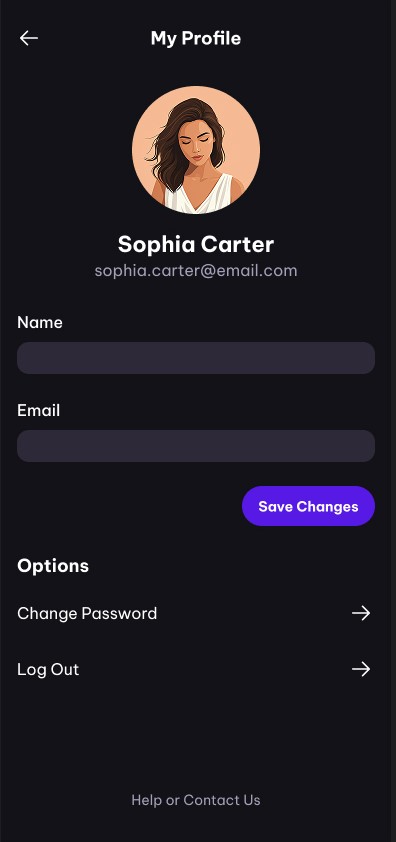 My Profile
Sophia Carter
sophia.carter@email.com
Name
Email
Save Changes
Options
Change Password
Log Out
Help or Contact Us